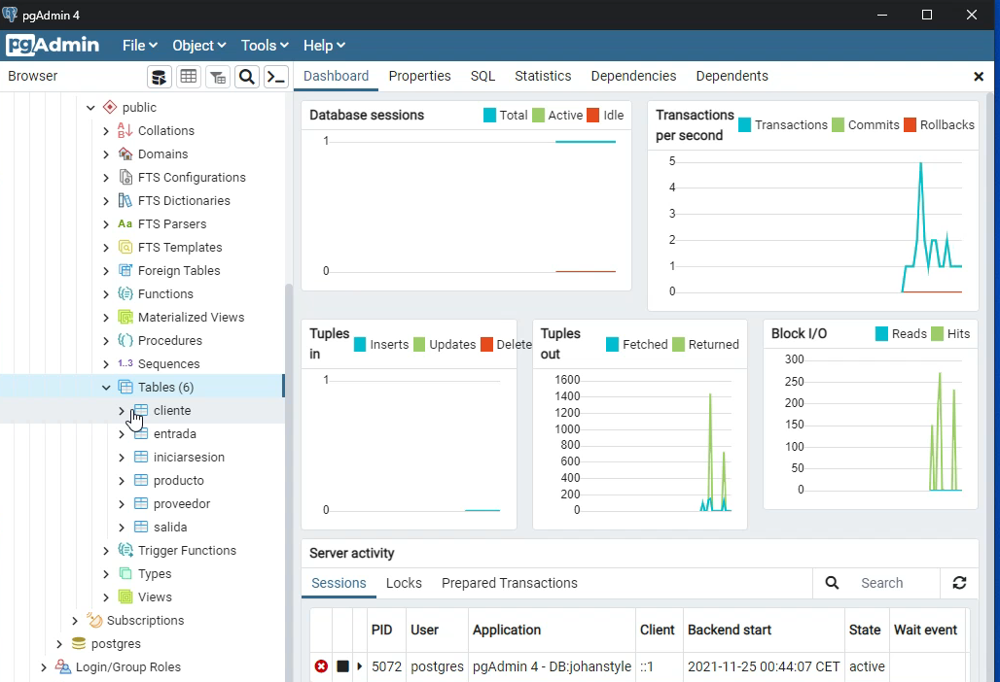 pgAdmin 4
pgAdmin File Object Tools Help
Browser
Dashboard Properties SQL Statistics Dependencies Dependents
public
Collations
Domains
FTS Configurations
FTS Dictionaries
Aa FTS Parsers
FTS Templates
Foreign Tables
Functions
Materialized Views
Procedures
1..3 Sequences
Tables (6)
cliente
entrada
iniciarsesion
producto
proveedor
salida
Trigger Functions
Types
Views
Subscriptions
postgres
Login/Group Roles
Database sessions
Total Active Idle
1
0
Transactions
per second
Transactions Commits Rollbacks
5
4
3
2
1
0
Tuples
in
Inserts Updates Delete
1
0
Tuples
out
Fetched Returned
1600
1400
1200
1000
800
600
400
200
0
Block I/O
Reads Hits
300
250
200
150
100
50
0
Server activity
Sessions Locks Prepared Transactions
Search
PID User Application Client Backend start State Wait event
5072 postgres pgAdmin 4 - DB:johanstyle ::1 2021-11-25 00:44:07 CET active